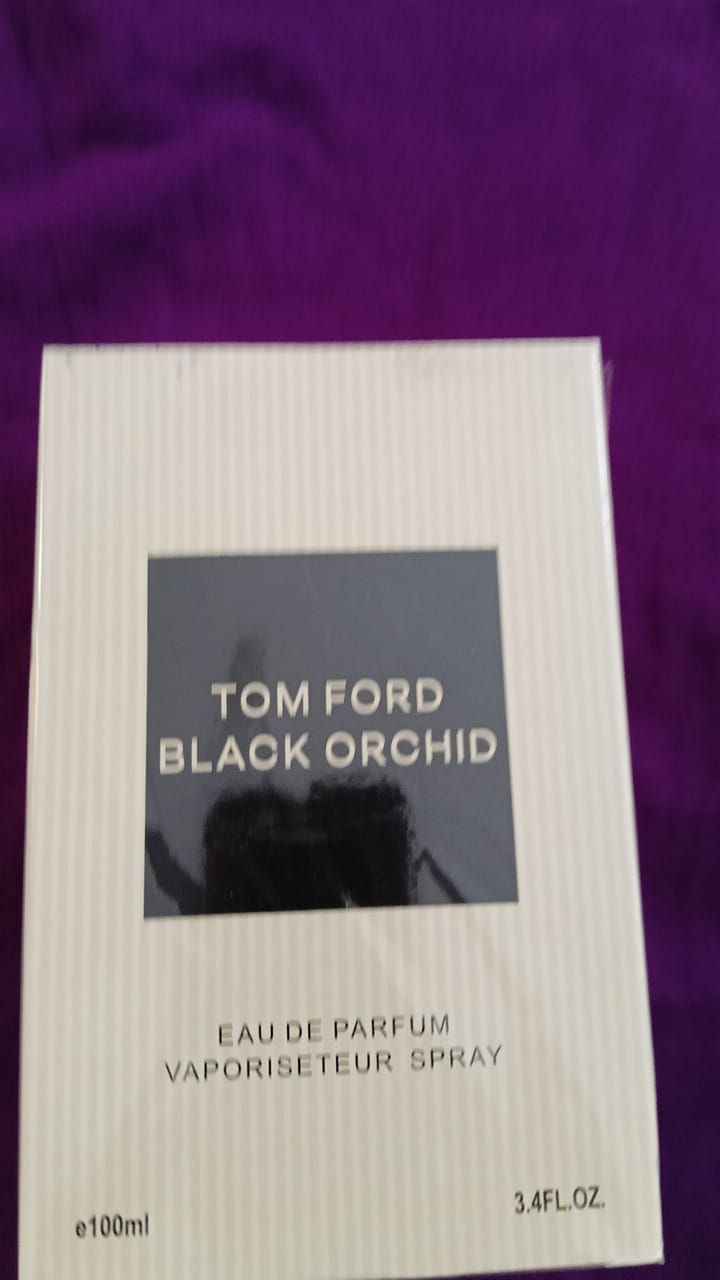 TOM FORD
BLACK ORCHID
EAU DE PARFUM
VAPORISETEUR SPRAY
e100ml
3.4FL.OZ.